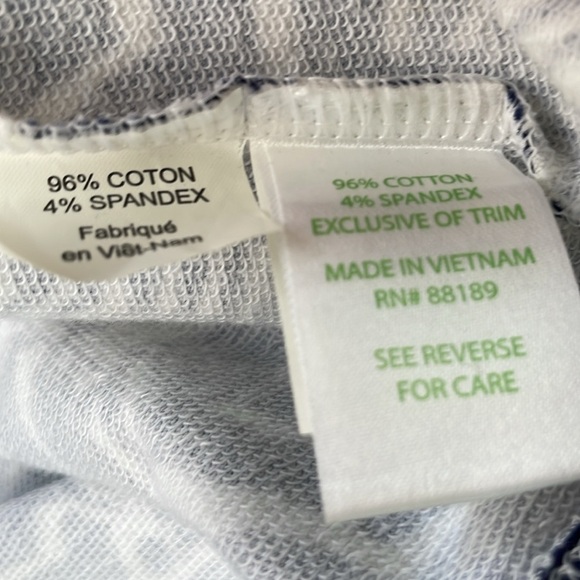 96% COTON
4% SPANDEX
Fabriqué
en Viêt-Nam
96% COTTON
4% SPANDEX
EXCLUSIVE OF TRIM
MADE IN VIETNAM
RN# 88189
SEE REVERSE
FOR CARE